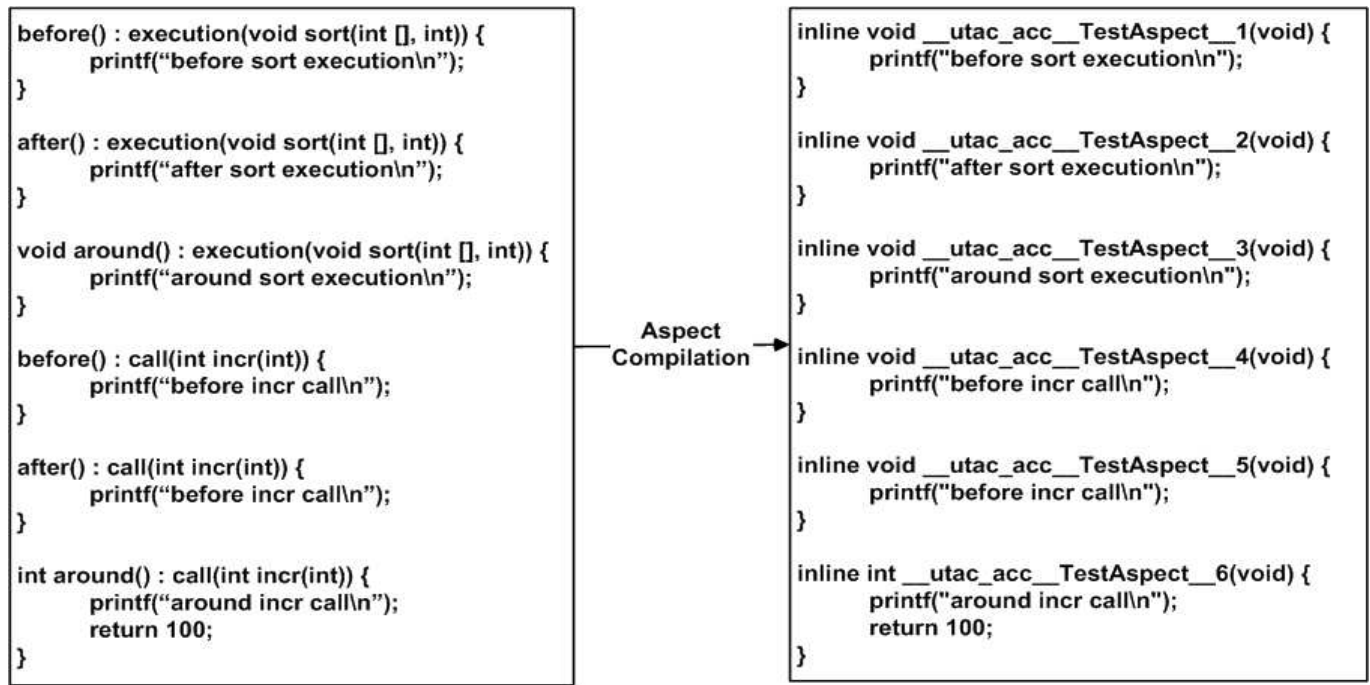 before() : execution(void sort(int [], int)) {
printf(“before sort execution\n”);
}
after() : execution(void sort(int [], int)) {
printf(“after sort execution\n”);
}
void around() : execution(void sort(int [], int)) {
printf(“around sort execution\n”);
}
before() : call(int incr(int)) {
printf(“before incr call\n”);
}
after() : call(int incr(int)) {
printf(“before incr call\n”);
}
int around() : call(int incr(int)) {
printf(“around incr call\n”);
return 100;
}
Aspect
Compilation
inline void __utac_acc__TestAspect__1(void) {
printf("before sort execution\n");
}
inline void __utac_acc__TestAspect__2(void) {
printf("after sort execution\n");
}
inline void __utac_acc__TestAspect__3(void) {
printf("around sort execution\n");
}
inline void __utac_acc__TestAspect__4(void) {
printf("before incr call\n");
}
inline void __utac_acc__TestAspect__5(void) {
printf("before incr call\n");
}
inline int __utac_acc__TestAspect__6(void) {
printf("around incr call\n");
return 100;
}